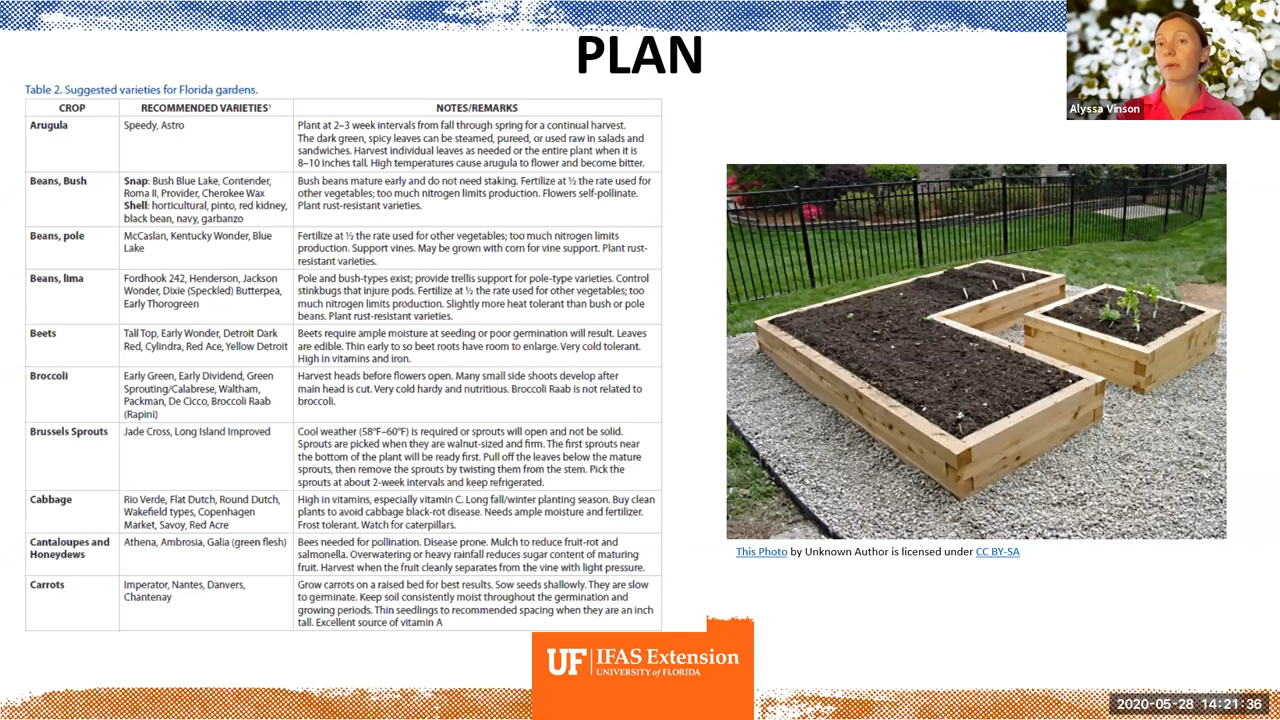 PLAN
Alyssa Vinson
Table 2. Suggested varieties for Florida gardens.
CROP RECOMMENDED VARIETIES¹ NOTES/REMARKS
Arugula Speedy, Astro Plant at 2–3 week intervals from fall through spring for a continual harvest.
The dark green, spicy leaves can be steamed, pureed, or used raw in salads and
sandwiches. Harvest individual leaves as needed or the entire plant when it is
8–10 inches tall. High temperatures cause arugula to flower and become bitter.
Beans, Bush Snap: Bush Blue Lake, Contender, Bush beans mature early and do not need staking. Fertilize at ½ the rate used for
Roma II, Provider, Cherokee Wax other vegetables; too much nitrogen limits production. Flowers self-pollinate.
Shell: horticultural, pinto, red kidney, Plant rust-resistant varieties.
black bean, navy, garbanzo
Beans, pole McCaslan, Kentucky Wonder, Blue Fertilize at ½ the rate used for other vegetables; too much nitrogen limits
Lake production. Support vines. May be grown with corn for vine support. Plant rust-
resistant varieties.
Beans, lima Fordhook 242, Henderson, Jackson Pole and bush-types exist; provide trellis support for pole-type varieties. Control
Wonder, Dixie (Speckled) Butterpea, stinkbugs that injure pods. Fertilize at ½ the rate used for other vegetables; too
Early Thorogreen much nitrogen limits production. Slightly more heat tolerant than bush or pole
beans. Plant rust-resistant varieties.
Beets Tall Top, Early Wonder, Detroit Dark Beets require ample moisture at seeding or poor germination will result. Leaves
Red, Cylindra, Red Ace, Yellow Detroit are edible. Thin early to so beet roots have room to enlarge. Very cold tolerant.
High in vitamins and iron.
Broccoli Early Green, Early Dividend, Green Harvest heads before flowers open. Many small side shoots develop after
Sprouting/Calabrese, Waltham, main head is cut. Very cold hardy and nutritious. Broccoli Raab is not related to
Packman, De Cicco, Broccoli Raab broccoli.
(Rapini)
Brussels Sprouts Jade Cross, Long Island Improved Cool weather (58°F–60°F) is required or sprouts will open and not be solid.
Sprouts are picked when they are walnut-sized and firm. The first sprouts near
the bottom of the plant will be ready first. Pull off the leaves below the mature
sprouts, then remove the sprouts by twisting them from the stem. Pick the
sprouts at about 2-week intervals and keep refrigerated.
Cabbage Rio Verde, Flat Dutch, Round Dutch, High in vitamins, especially vitamin C. Long fall/winter planting season. Buy clean
Wakefield types, Copenhagen plants to avoid cabbage black-rot disease. Needs ample moisture and fertilizer.
Market, Savoy, Red Acre Frost tolerant. Watch for caterpillars.
Cantaloupes and Athena, Ambrosia, Galia (green flesh) Bees needed for pollination. Disease prone. Mulch to reduce fruit-rot and
Honeydews salmonella. Overwatering or heavy rainfall reduces sugar content of maturing
fruit. Harvest when the fruit cleanly separates from the vine with light pressure.
Carrots Imperator, Nantes, Danvers, Grow carrots on a raised bed for best results. Sow seeds shallowly. They are slow
Chantenay to germinate. Keep soil consistently moist throughout the germination and
growing periods. Thin seedlings to recommended spacing when they are an inch
tall. Excellent source of vitamin A
This Photo by Unknown Author is licensed under CC BY-SA
UF IFAS Extension
UNIVERSITY of FLORIDA
2020-05-28 14:21:36